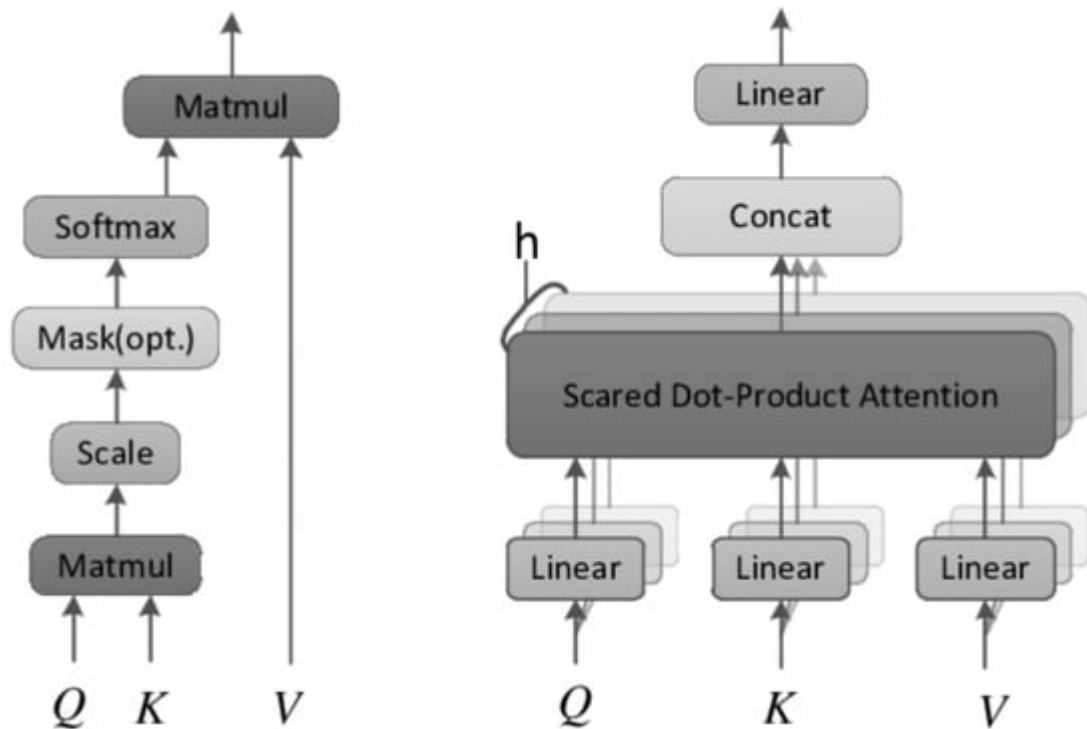 Matmul
Softmax
Mask(opt.)
Scale
Matmul
Q K V
Linear
Concat
h
Scared Dot-Product Attention
Linear Linear Linear
Q K V